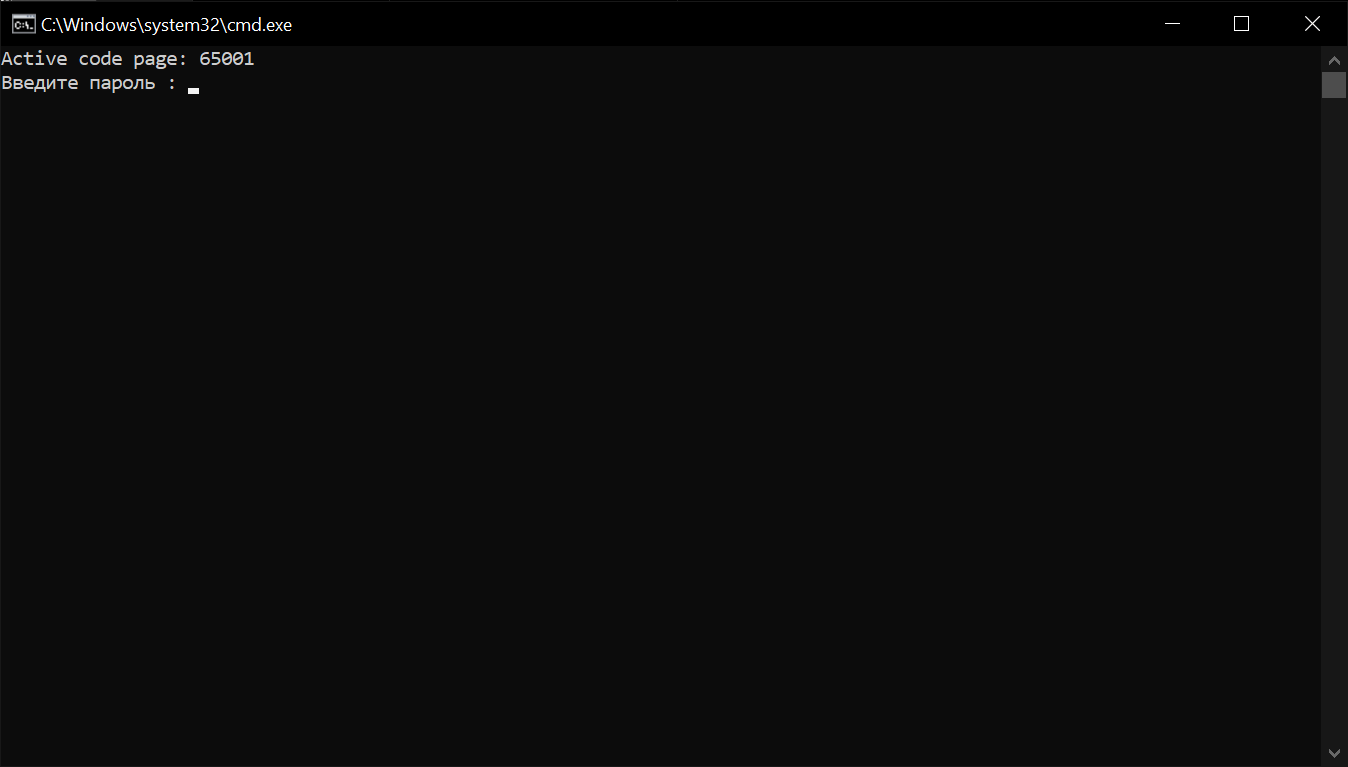 C:\Windows\system32\cmd.exe
Active code page: 65001
Введите пароль :